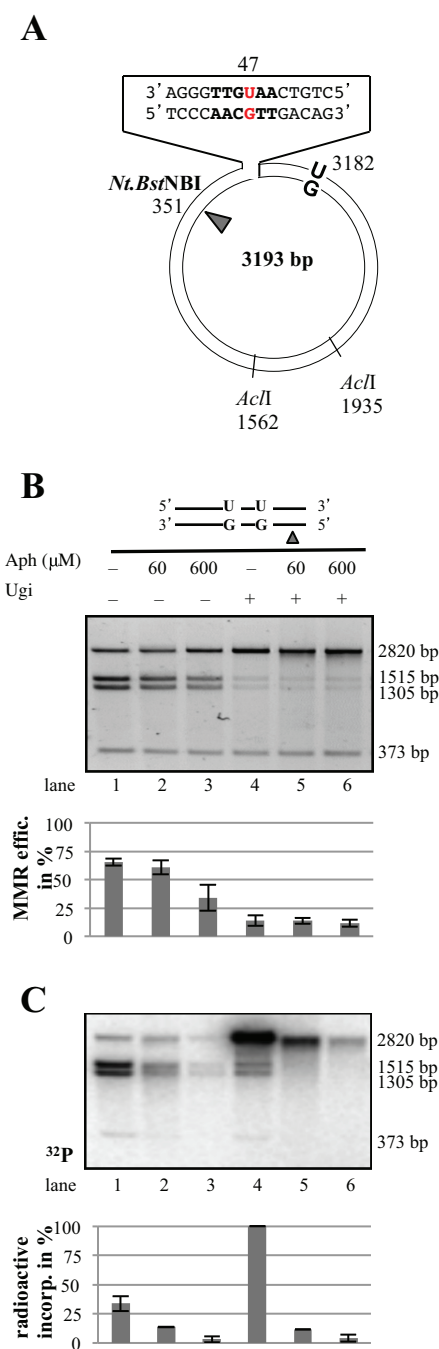 A
47
3' AGGGTTGUAACTGTC5'
5' TCCCAACGTTGACAG3'
U 3182
G
Nt.BstNBI
351
3193 bp
AclI
1935
AclI
1562
B
5' U U 3'
3' G G 5'
Aph (μM) – 60 600 – 60 600
Ugi – – – + + +
2820 bp
1515 bp
1305 bp
373 bp
lane 1 2 3 4 5 6
MMR effic.
in %
100
75
50
25
0
C
2820 bp
1515 bp
1305 bp
373 bp
32P
lane 1 2 3 4 5 6
radioactive
incorp. in %
100
75
50
25
0